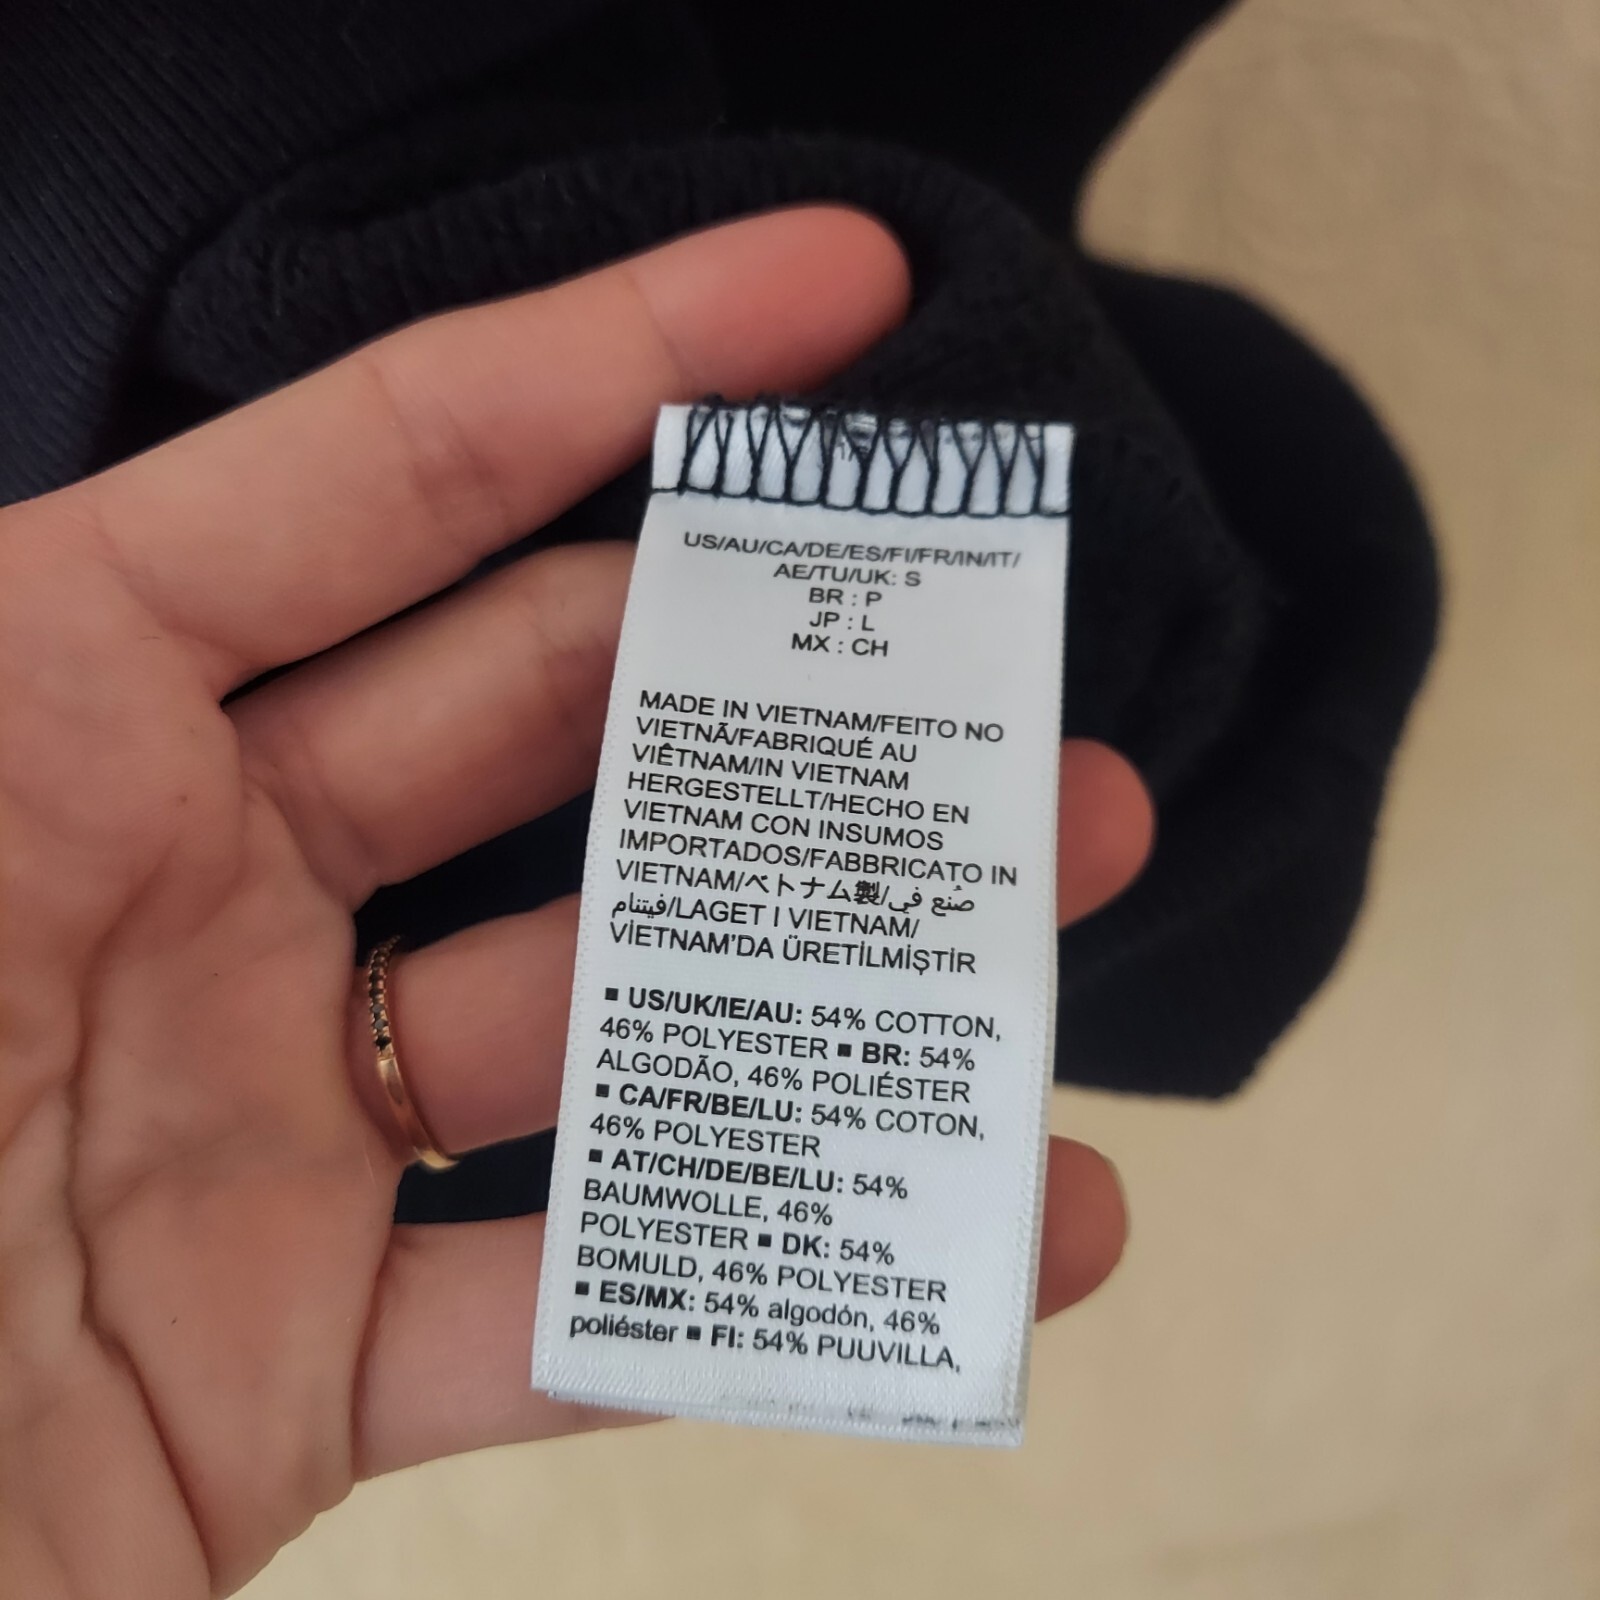 US/AU/CA/DE/ES/FI/FR/IN/IT/
AE/TU/UK: S
BR : P
JP : L
MX : CH
MADE IN VIETNAM/FEITO NO
VIETNÃ/FABRIQUÉ AU
VIÊTNAM/IN VIETNAM
HERGESTELLT/HECHO EN
VIETNAM CON INSUMOS
IMPORTADOS/FABBRICATO IN
VIETNAM/ベトナム製/صُنع في
فيتنام/LAGET I VIETNAM/
VİETNAM'DA ÜRETİLMİŞTİR
▪ US/UK/IE/AU: 54% COTTON,
46% POLYESTER ▪ BR: 54%
ALGODÃO, 46% POLIÉSTER
▪ CA/FR/BE/LU: 54% COTON,
46% POLYESTER
▪ AT/CH/DE/BE/LU: 54%
BAUMWOLLE, 46%
POLYESTER ▪ DK: 54%
BOMULD, 46% POLYESTER
▪ ES/MX: 54% algodón, 46%
poliéster ▪ FI: 54% PUUVILLA,